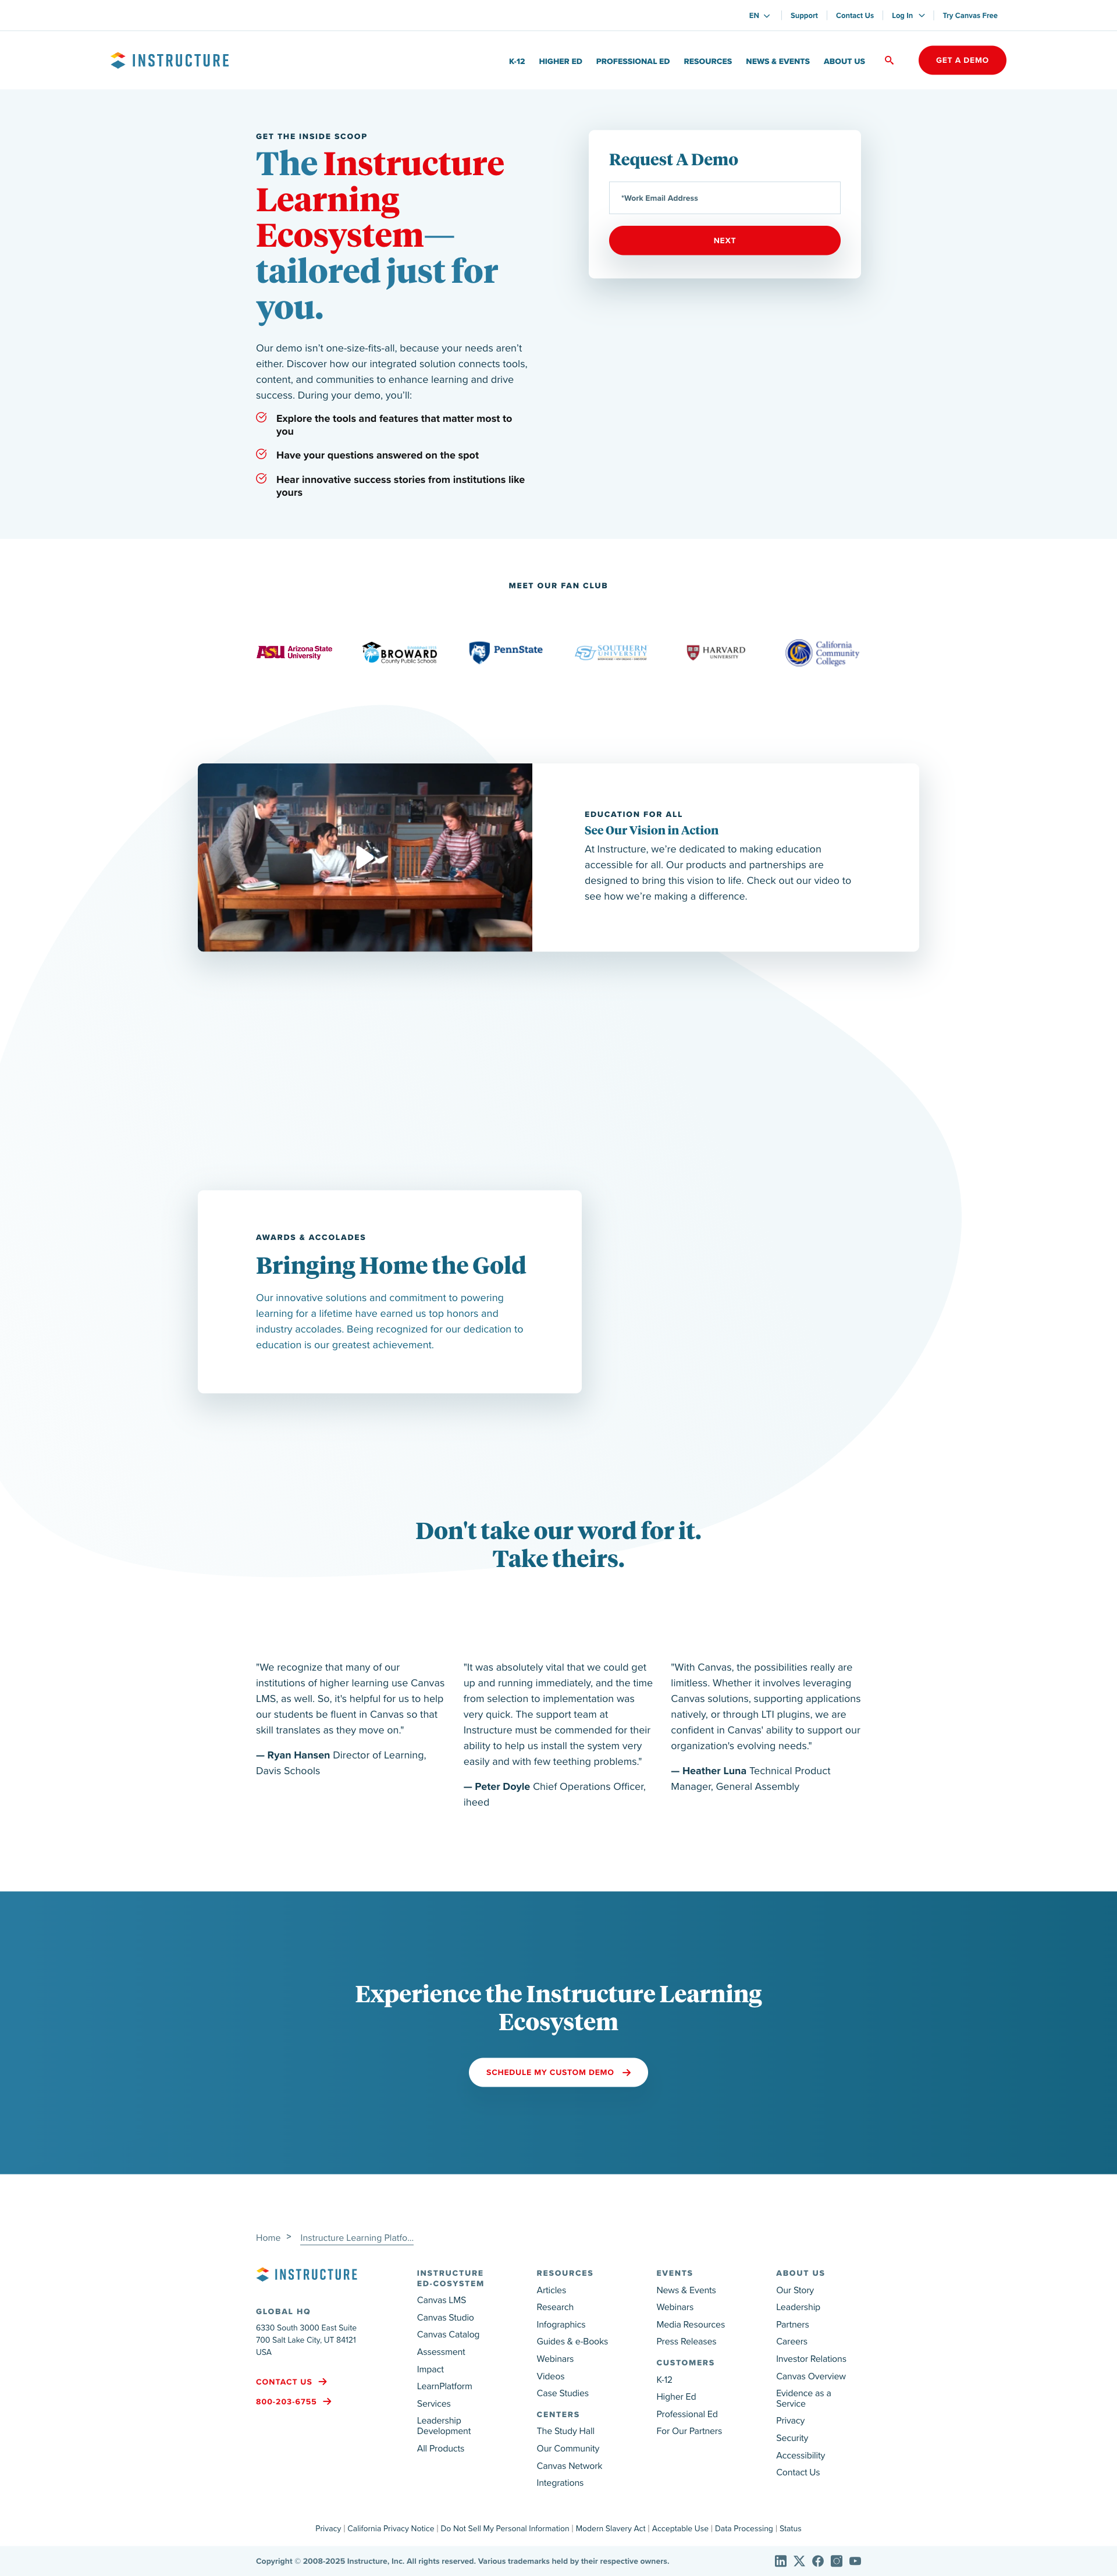 EN
Support
Contact Us
Log In
Try Canvas Free
INSTRUCTURE
K-12
HIGHER ED
PROFESSIONAL ED
RESOURCES
NEWS & EVENTS
ABOUT US
GET A DEMO
GET THE INSIDE SCOOP
The Instructure
Learning
Ecosystem—
tailored just for
you.
Our demo isn't one-size-fits-all, because your needs aren't
either. Discover how our integrated solution connects tools,
content, and communities to enhance learning and drive
success. During your demo, you'll:
Explore the tools and features that matter most to
you
Have your questions answered on the spot
Hear innovative success stories from institutions like
yours
Request A Demo
*Work Email Address
NEXT
MEET OUR FAN CLUB
ASU Arizona State
University
BROWARD
County Public Schools
PennState
SOUTHERN
UNIVERSITY
HARVARD
UNIVERSITY
California
Community
Colleges
EDUCATION FOR ALL
See Our Vision in Action
At Instructure, we're dedicated to making education
accessible for all. Our products and partnerships are
designed to bring this vision to life. Check out our video to
see how we're making a difference.
AWARDS & ACCOLADES
Bringing Home the Gold
Our innovative solutions and commitment to powering
learning for a lifetime have earned us top honors and
industry accolades. Being recognized for our dedication to
education is our greatest achievement.
Don't take our word for it.
Take theirs.
"We recognize that many of our
institutions of higher learning use Canvas
LMS, as well. So, it's helpful for us to help
our students be fluent in Canvas so that
skill translates as they move on."
— Ryan Hansen Director of Learning,
Davis Schools
"It was absolutely vital that we could get
up and running immediately, and the time
from selection to implementation was
very quick. The support team at
Instructure must be commended for their
ability to help us install the system very
easily and with few teething problems."
— Peter Doyle Chief Operations Officer,
iheed
"With Canvas, the possibilities really are
limitless. Whether it involves leveraging
Canvas solutions, supporting applications
natively, or through LTI plugins, we are
confident in Canvas' ability to support our
organization's evolving needs."
— Heather Luna Technical Product
Manager, General Assembly
Experience the Instructure Learning
Ecosystem
SCHEDULE MY CUSTOM DEMO
Home > Instructure Learning Platfo...
INSTRUCTURE
GLOBAL HQ
6330 South 3000 East Suite
700 Salt Lake City, UT 84121
USA
CONTACT US
800-203-6755
INSTRUCTURE
ED-COSYSTEM
Canvas LMS
Canvas Studio
Canvas Catalog
Assessment
Impact
LearnPlatform
Services
Leadership
Development
All Products
RESOURCES
Articles
Research
Infographics
Guides & e-Books
Webinars
Videos
Case Studies
CENTERS
The Study Hall
Our Community
Canvas Network
Integrations
EVENTS
News & Events
Webinars
Media Resources
Press Releases
CUSTOMERS
K-12
Higher Ed
Professional Ed
For Our Partners
ABOUT US
Our Story
Leadership
Partners
Careers
Investor Relations
Canvas Overview
Evidence as a
Service
Privacy
Security
Accessibility
Contact Us
Privacy | California Privacy Notice | Do Not Sell My Personal Information | Modern Slavery Act | Acceptable Use | Data Processing | Status
Copyright © 2008-2025 Instructure, Inc. All rights reserved. Various trademarks held by their respective owners.